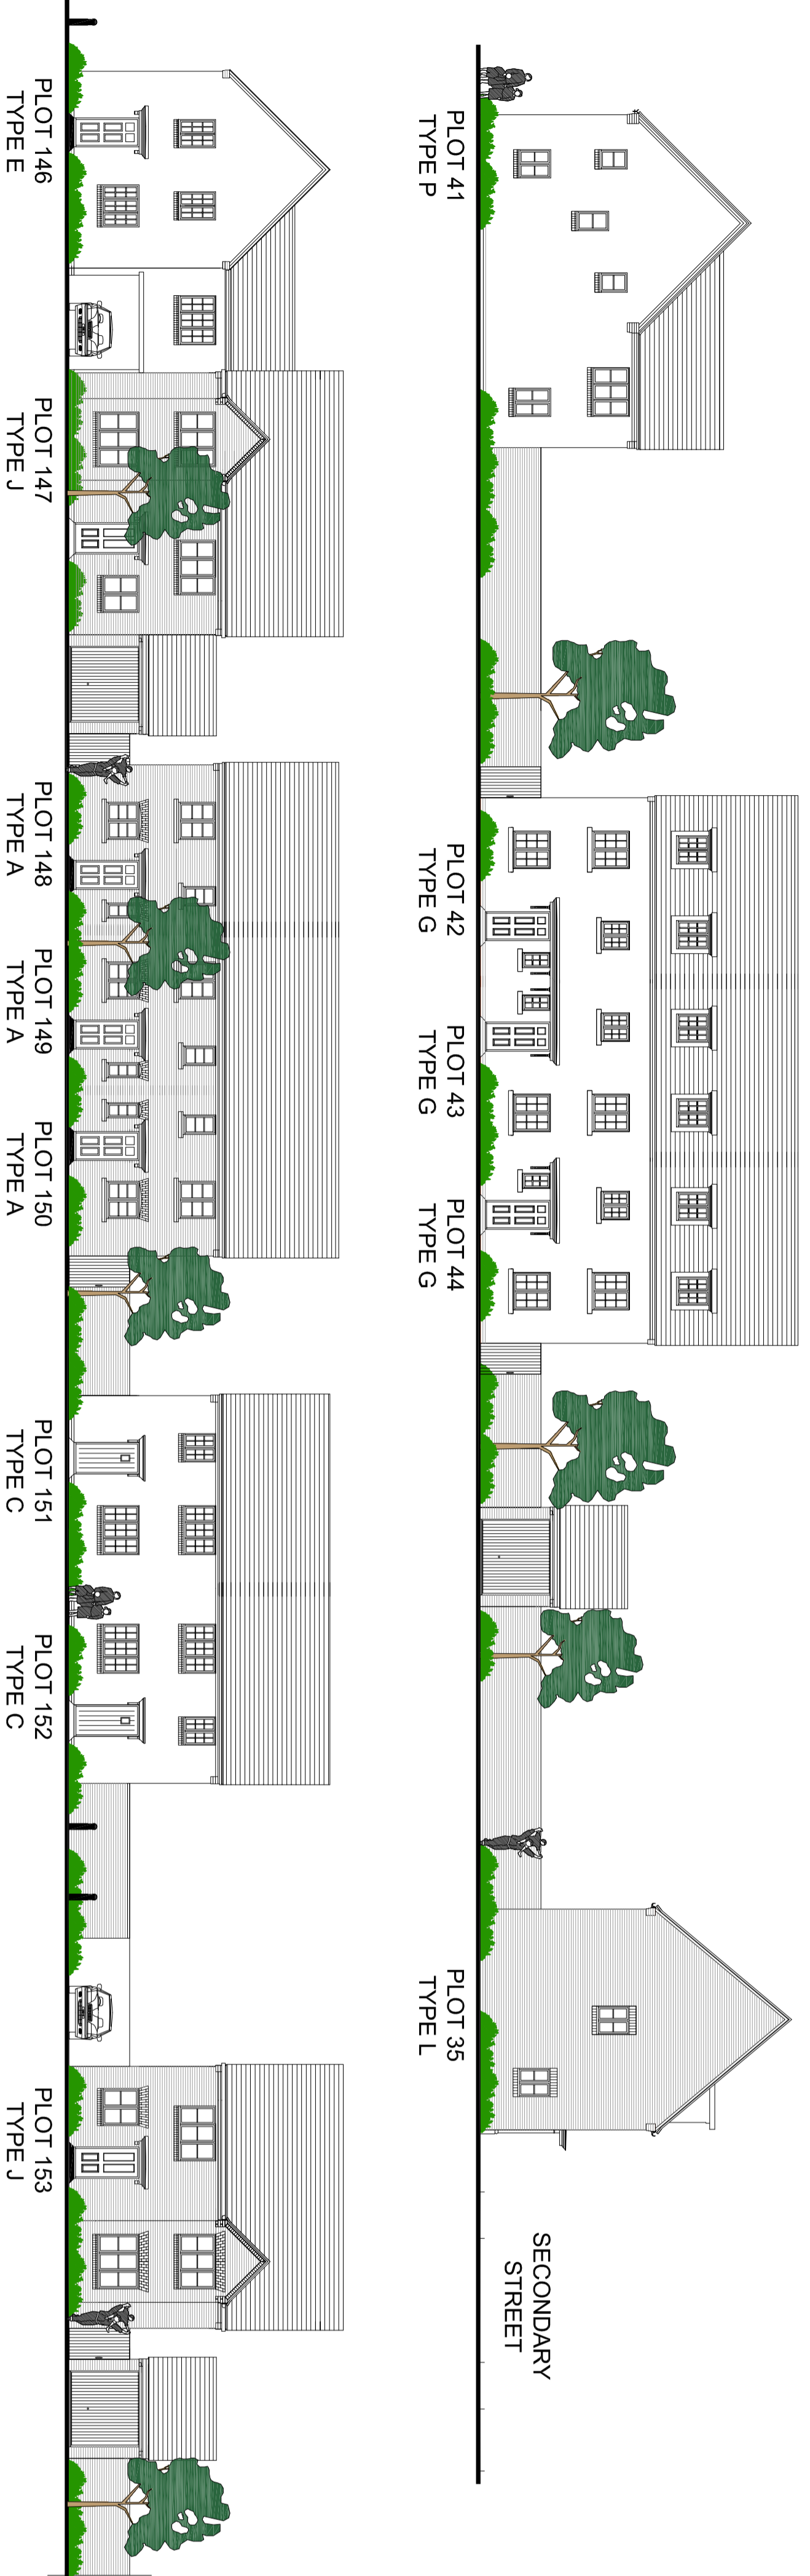 PLOT 41
TYPE P
PLOT 42
TYPE G
PLOT 43
TYPE G
PLOT 44
TYPE G
PLOT 35
TYPE L
SECONDARY
STREET
PLOT 146
TYPE E
PLOT 147
TYPE J
PLOT 148
TYPE A
PLOT 149
TYPE A
PLOT 150
TYPE A
PLOT 151
TYPE C
PLOT 152
TYPE C
PLOT 153
TYPE J